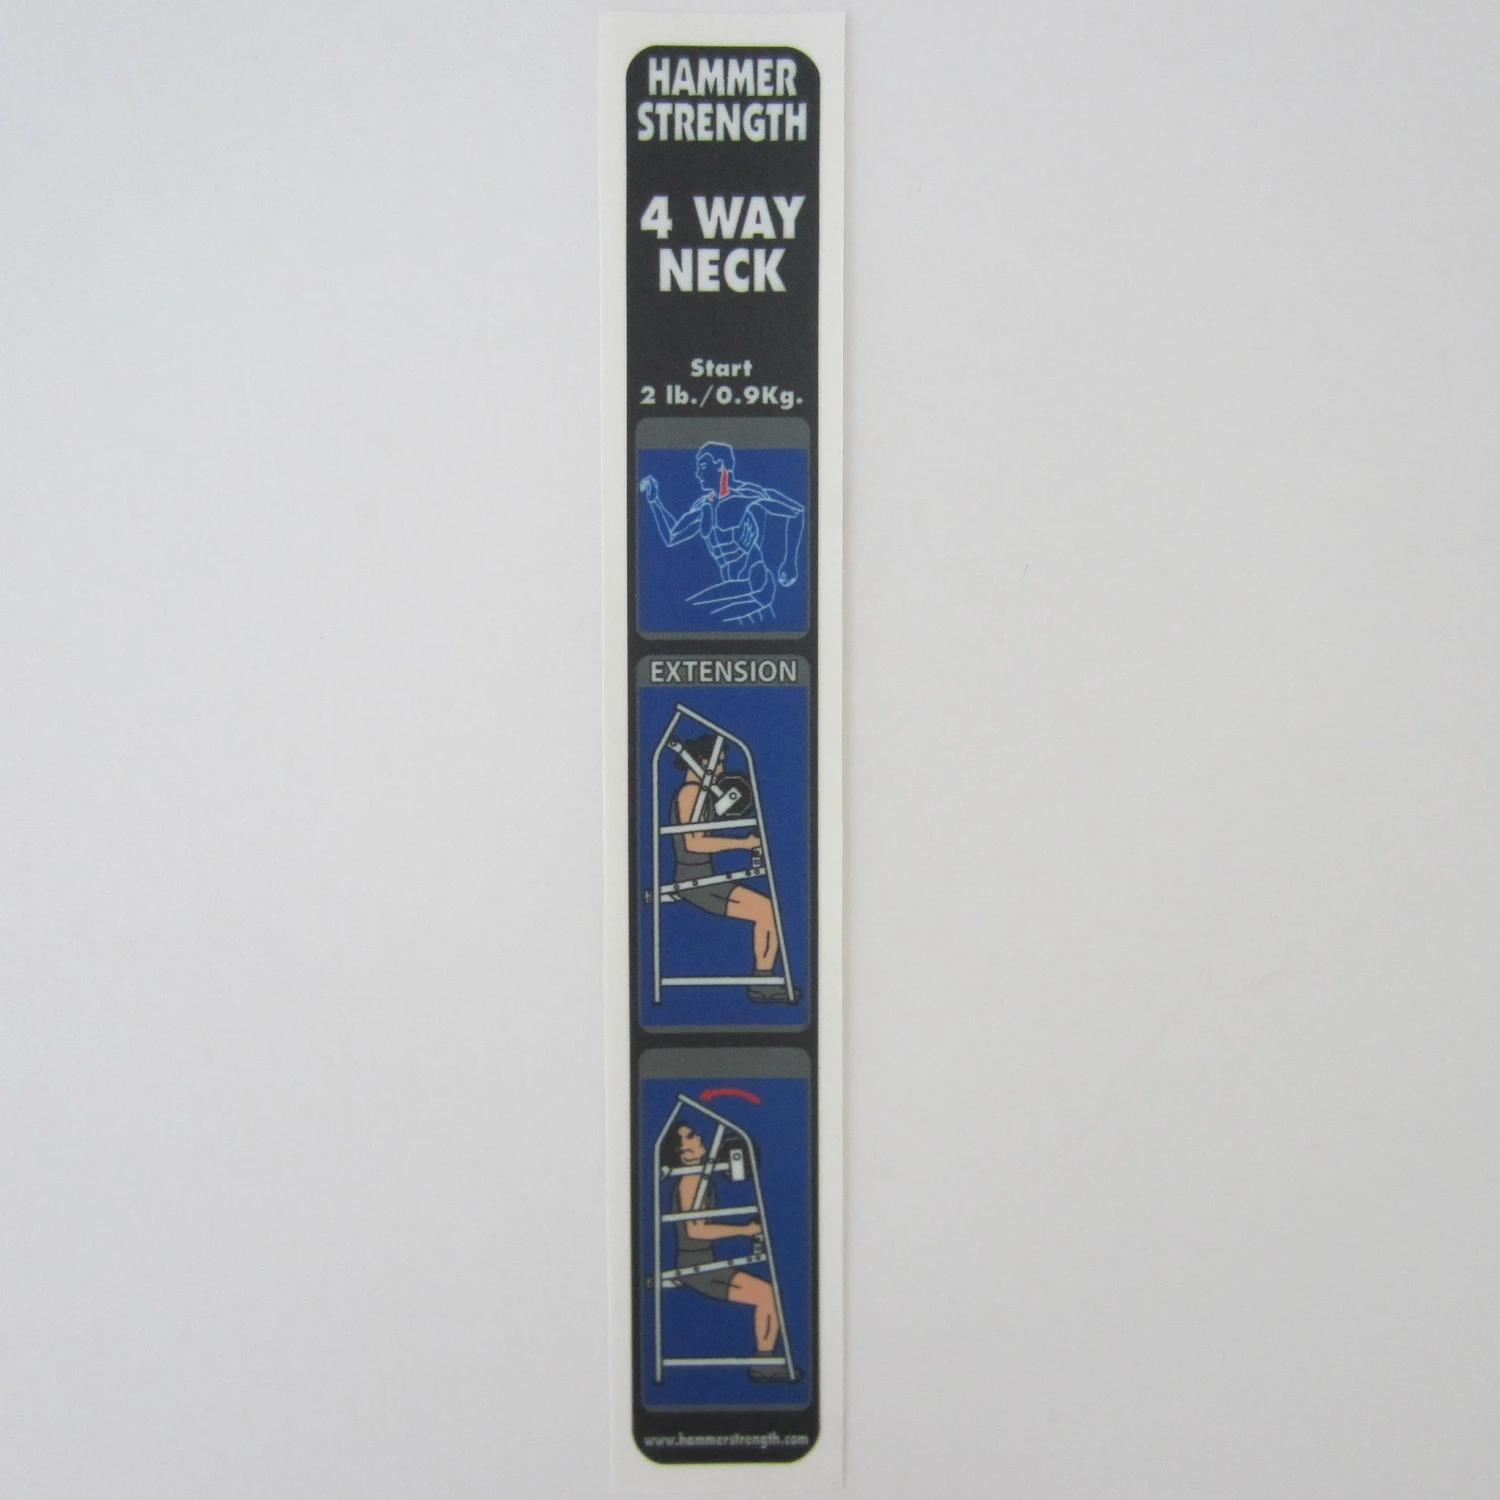 HAMMER
STRENGTH
4 WAY
NECK
Start
2 lb./0.9Kg.
EXTENSION
www.hammerstrength.com